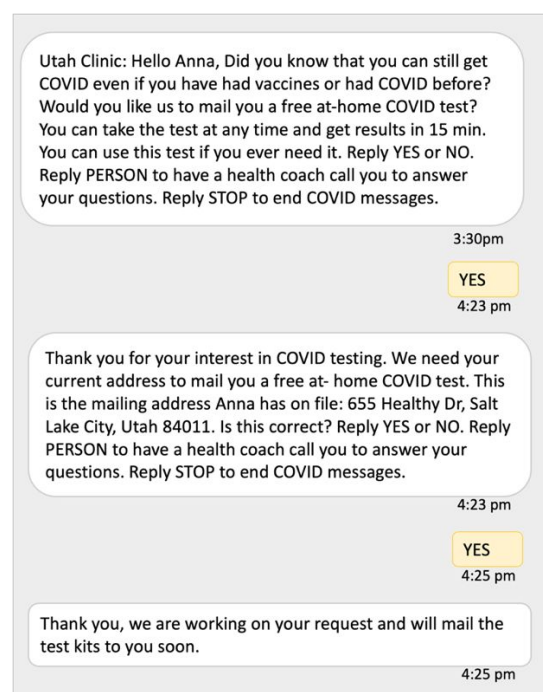 Utah Clinic: Hello Anna, Did you know that you can still get
COVID even if you have had vaccines or had COVID before?
Would you like us to mail you a free at-home COVID test?
You can take the test at any time and get results in 15 min.
You can use this test if you ever need it. Reply YES or NO.
Reply PERSON to have a health coach call you to answer
your questions. Reply STOP to end COVID messages.
3:30pm
YES
4:23 pm
Thank you for your interest in COVID testing. We need your
current address to mail you a free at- home COVID test. This
is the mailing address Anna has on file: 655 Healthy Dr, Salt
Lake City, Utah 84011. Is this correct? Reply YES or NO. Reply
PERSON to have a health coach call you to answer your
questions. Reply STOP to end COVID messages.
4:23 pm
YES
4:25 pm
Thank you, we are working on your request and will mail the
test kits to you soon.
4:25 pm